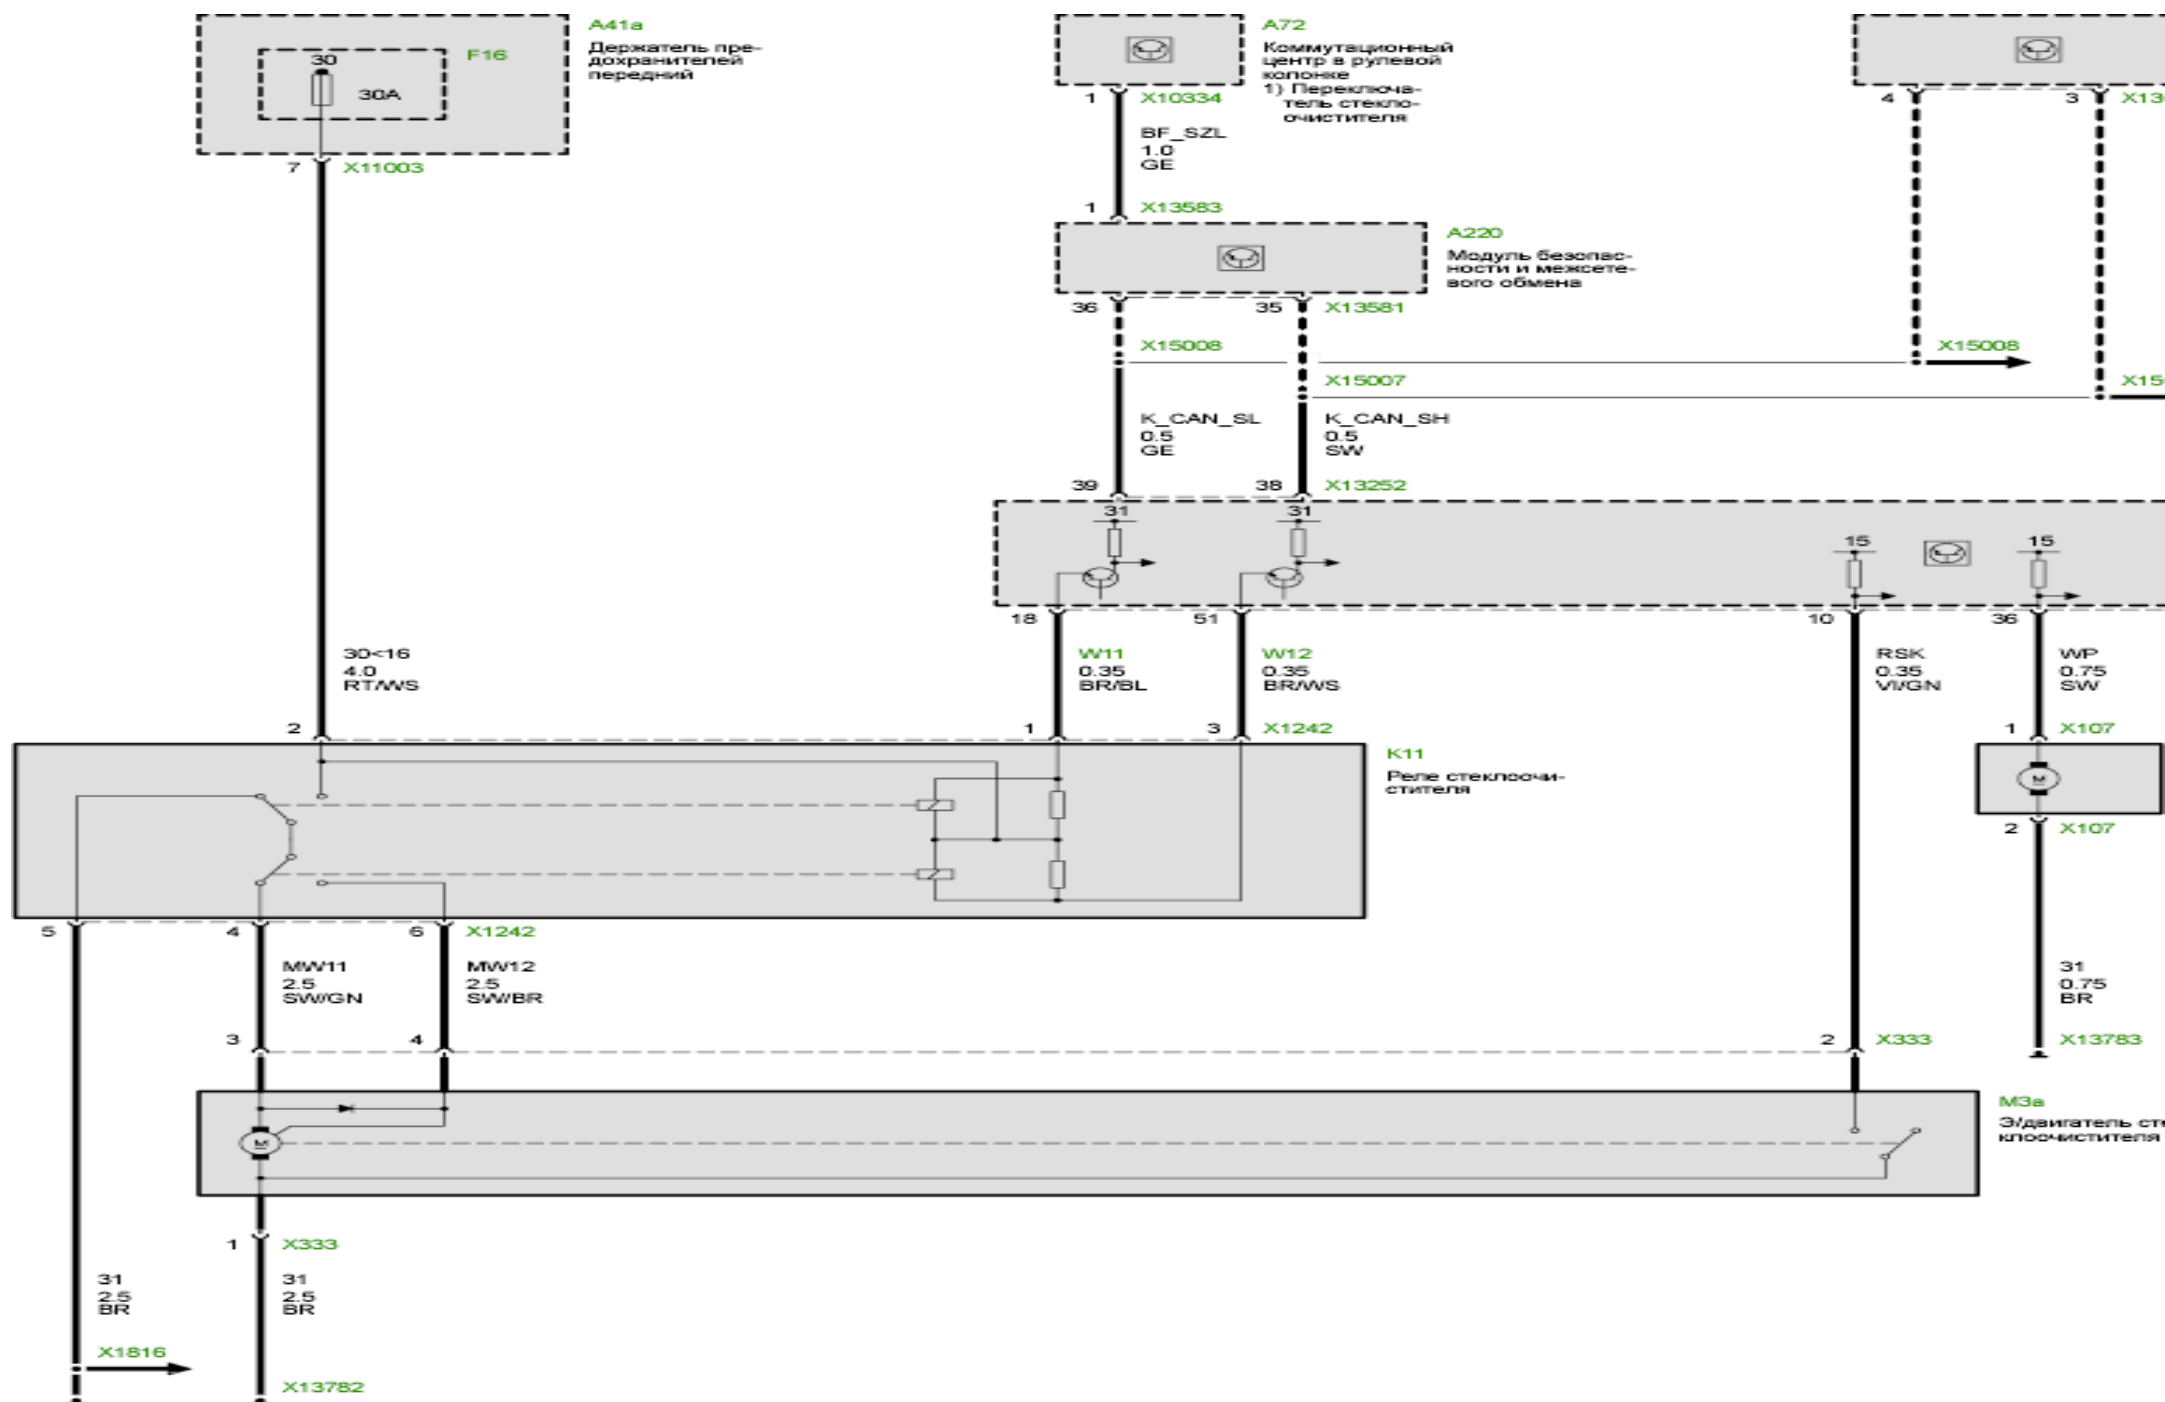 A41a
Держатель пре-
дохранителей
передний
F16
30
30A
7
X11003
A72
Коммутационный
центр в рулевой
колонке
1) Переключа-
тель стекло-
очистителя
1
X10334
BF_SZL
1.0
GE
1
X13583
A220
Модуль безопас-
ности и межсете-
вого обмена
36
35
X13581
4
3
X13
X15008
X15008
X15007
X15
K_CAN_SL
0.5
GE
K_CAN_SH
0.5
SW
39
38
X13252
31
31
15
15
18
51
10
36
30<16
4.0
RT/WS
W11
0.35
BR/BL
W12
0.35
BR/WS
RSK
0.35
VI/GN
WP
0.75
SW
2
1
3
X1242
1
X107
K11
Реле стеклоочи-
стителя
M
2
X107
5
4
6
X1242
MW11
2.5
SW/GN
MW12
2.5
SW/BR
31
0.75
BR
3
4
2
X333
X13783
M3a
Э/двигатель сте
клоочистителя
M
1
X333
31
2.5
BR
31
2.5
BR
X1816
X13782